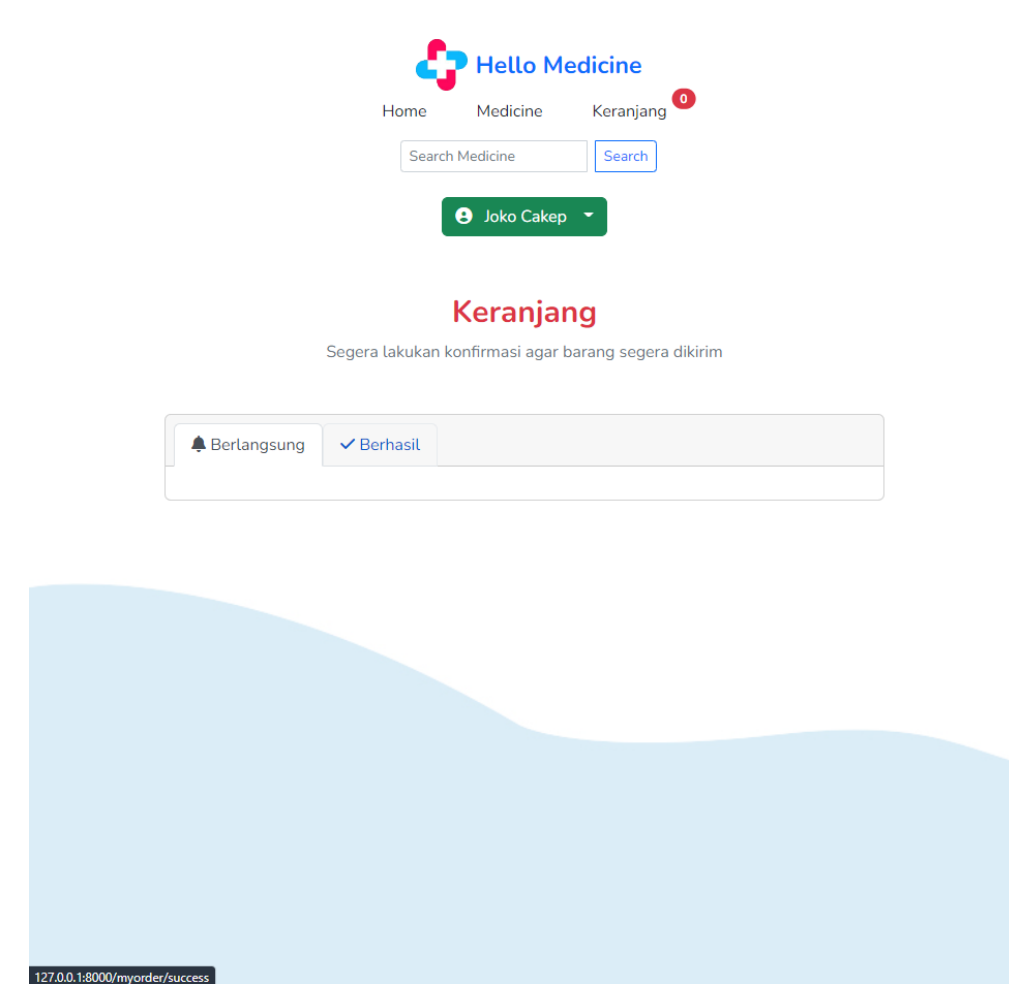 Hello Medicine
Home Medicine Keranjang 0
Search Medicine Search
Joko Cakep
Keranjang
Segera lakukan konfirmasi agar barang segera dikirim
Berlangsung Berhasil
127.0.0.1:8000/myorder/success